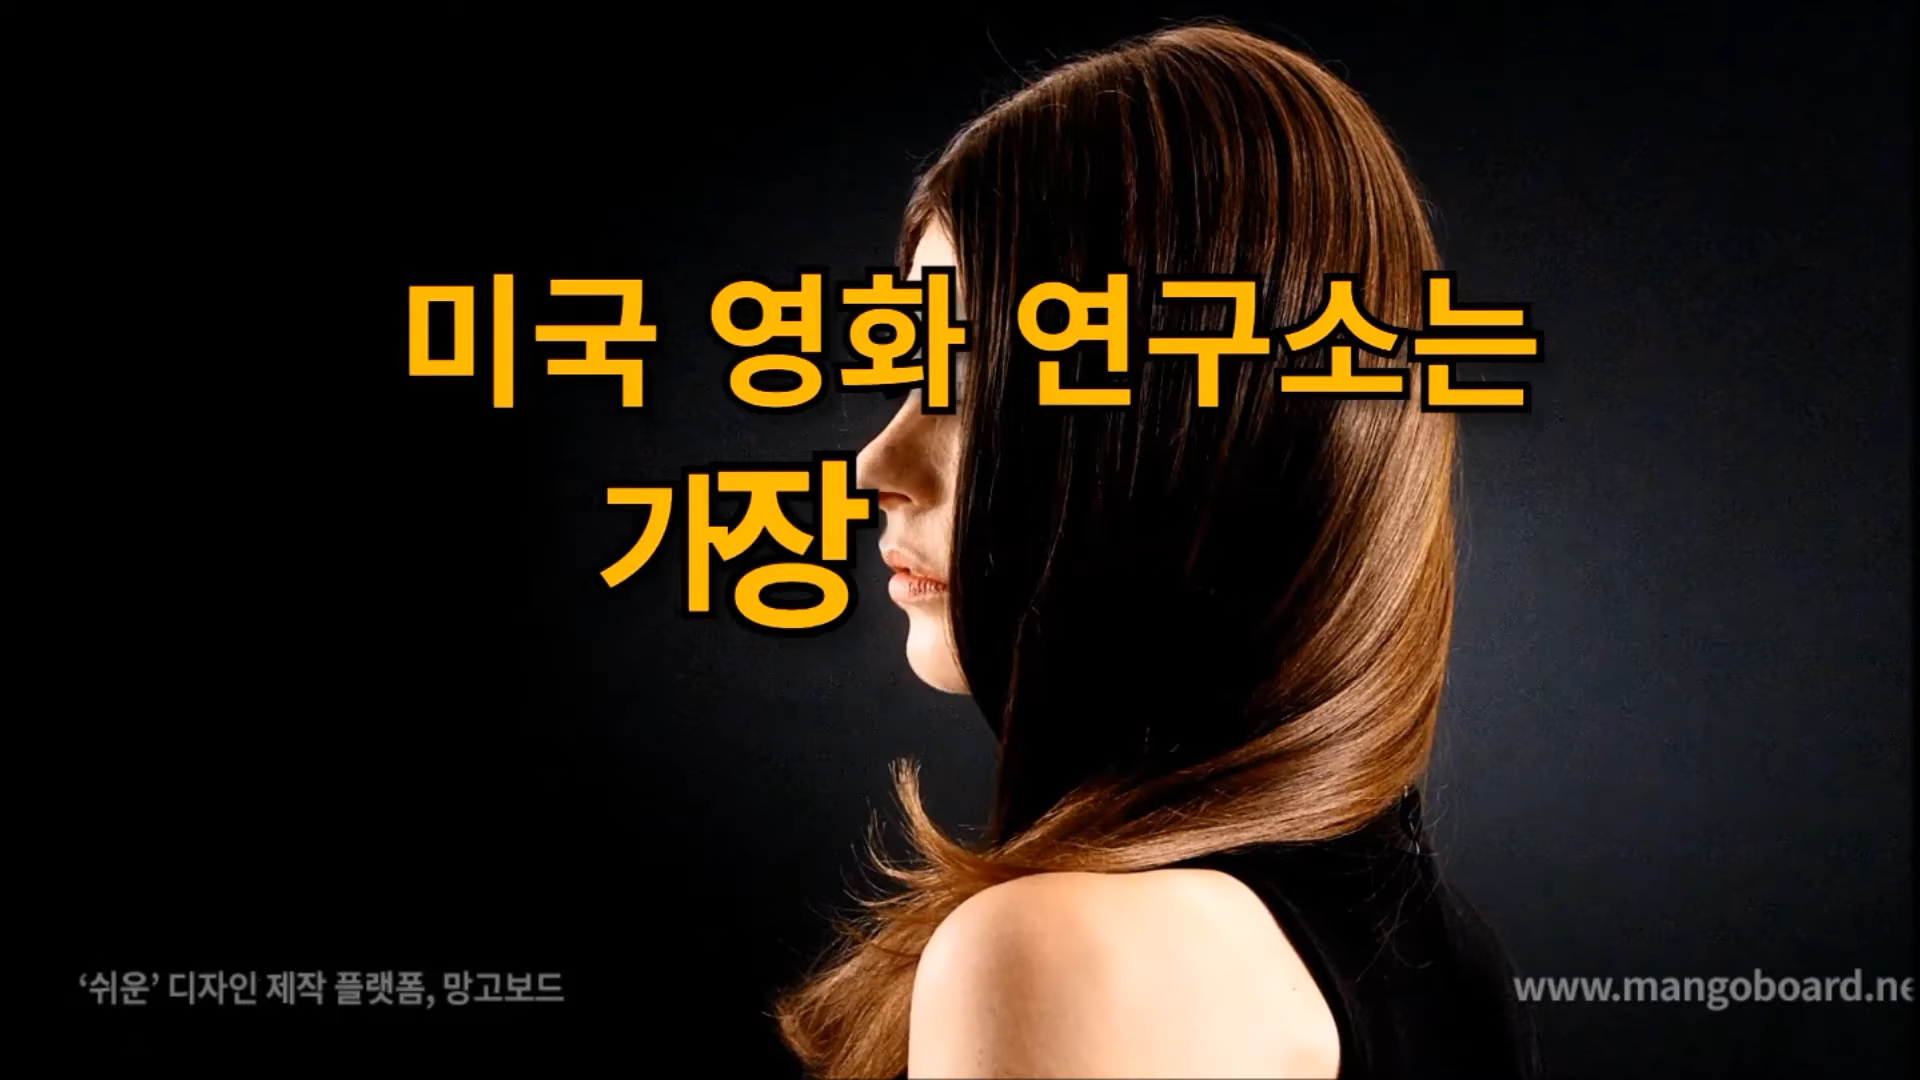 미국 영화 연구소는
가장
‘쉬운’ 디자인 제작 플랫폼, 망고보드
www.mangoboard.ne